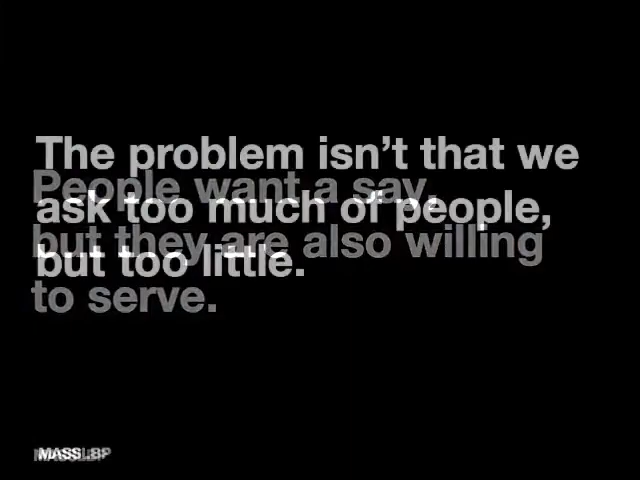 The problem isn't that we
ask too much of people,
but too little.
People want a say,
but they are also willing
to serve.
MASSLBP